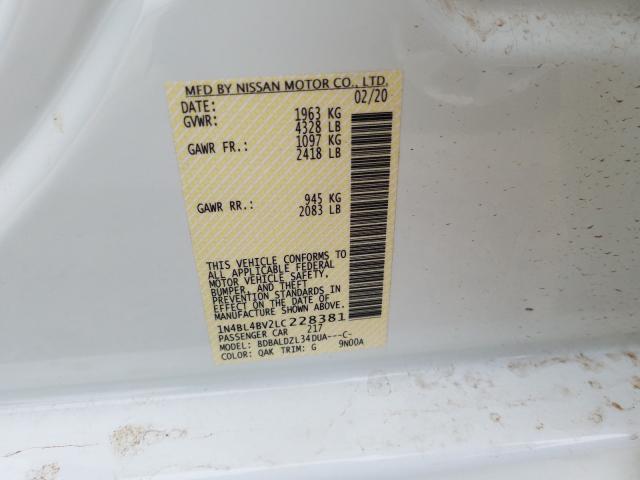 MFD BY NISSAN MOTOR CO., LTD.
DATE: 02/20
GVWR: 1963 KG
4328 LB
GAWR FR.: 1097 KG
2418 LB
GAWR RR.: 945 KG
2083 LB
THIS VEHICLE CONFORMS TO
ALL APPLICABLE FEDERAL
MOTOR VEHICLE SAFETY,
BUMPER, AND THEFT
PREVENTION STANDARDS IN
EFFECT ON THE DATE OF
MANUFACTURE SHOWN ABOVE.
1N4BL4BV2LC228381
PASSENGER CAR 217
MODEL: BDBALDZL34DUA---C-
COLOR: QAK TRIM: G 9N00A